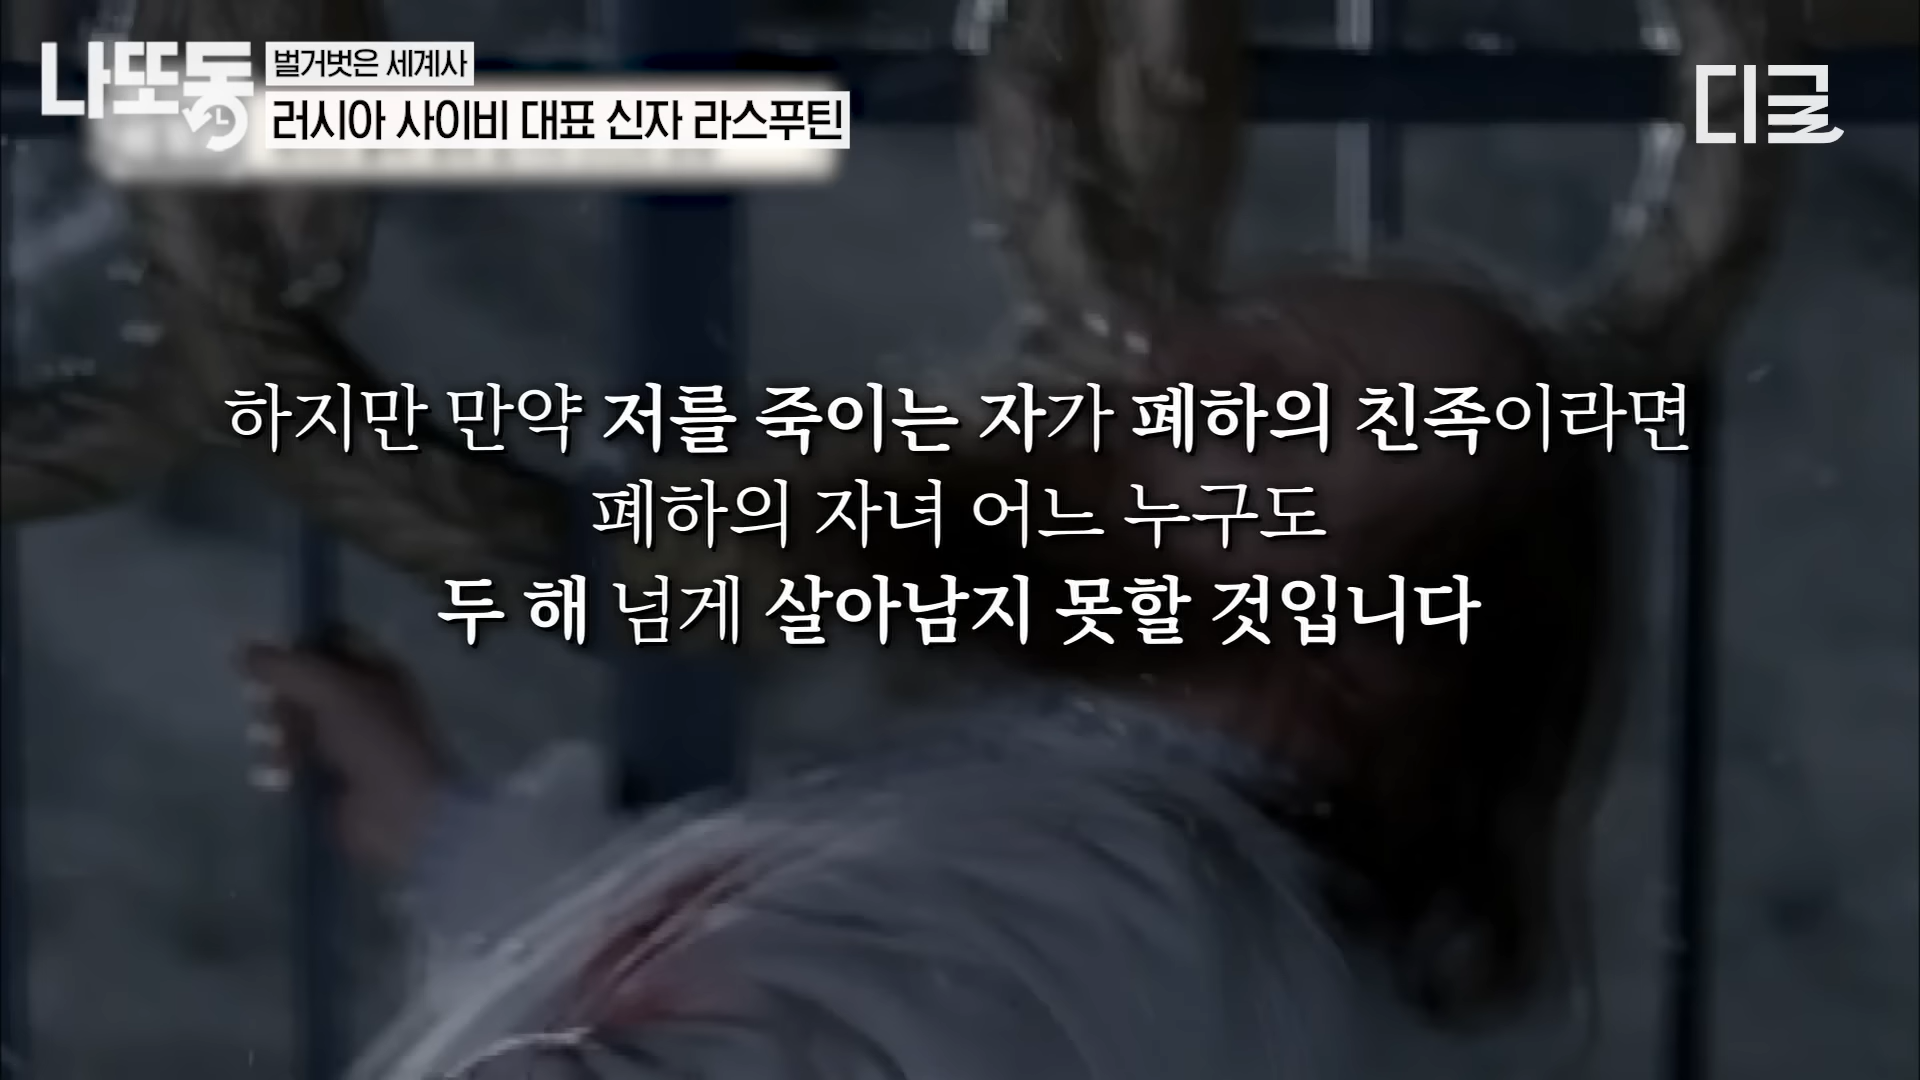 나또동
벌거벗은 세계사
러시아 사이비 대표 신자 라스푸틴
디글
하지만 만약 저를 죽이는 자가 폐하의 친족이라면
폐하의 자녀 어느 누구도
두 해 넘게 살아남지 못할 것입니다